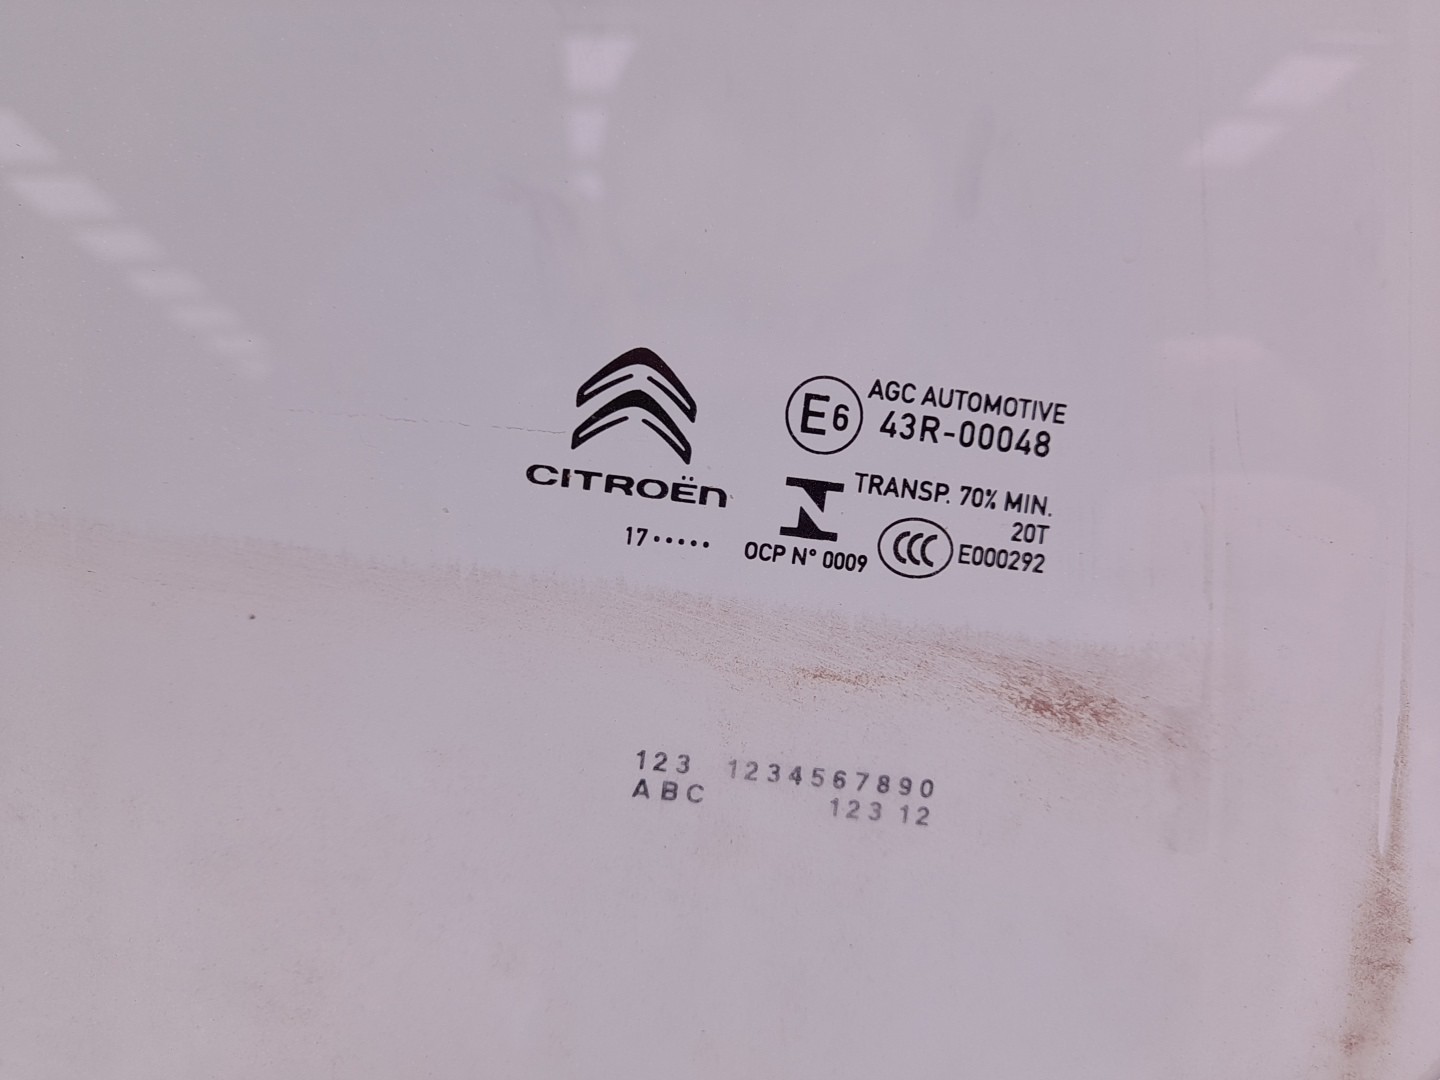 CITROËN
17·····
E6
AGC AUTOMOTIVE
43R-00048
TRANSP. 70% MIN.
20T
OCP N° 0009
CCC
E000292
123 1234567890
ABC 123 12